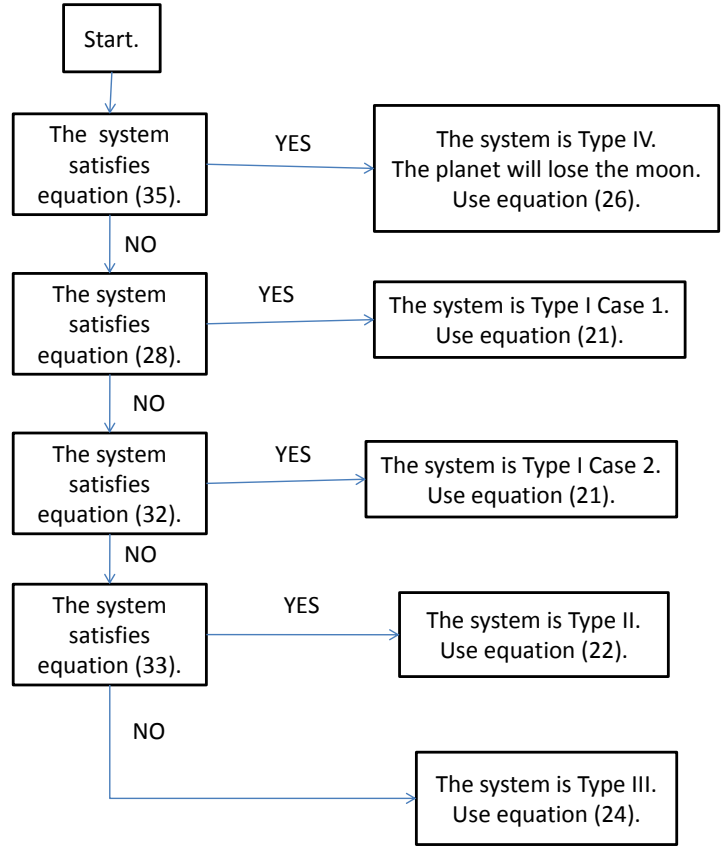 Start.
The system
satisfies
equation (35).
YES
The system is Type IV.
The planet will lose the moon.
Use equation (26).
NO
The system
satisfies
equation (28).
YES
The system is Type I Case 1.
Use equation (21).
NO
The system
satisfies
equation (32).
YES
The system is Type I Case 2.
Use equation (21).
NO
The system
satisfies
equation (33).
YES
The system is Type II.
Use equation (22).
NO
The system is Type III.
Use equation (24).